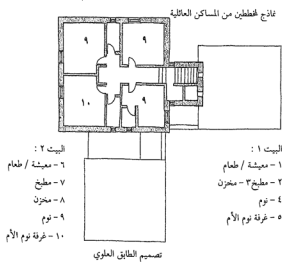 نماذج لمخططين من المساكن العائلية
٩
٩
١٠
٩
البيت ١ :
١ - معيشة / طعام
٢ - مطبخ ٣ - مخزن
٤ - نوم
٥ - غرفة نوم الأم
البيت ٢ :
٦ - معيشة / طعام
٧ - مطبخ
٨ - مخزن
٩ - نوم
١٠ - غرفة نوم الأم
تصميم الطابق العلوي